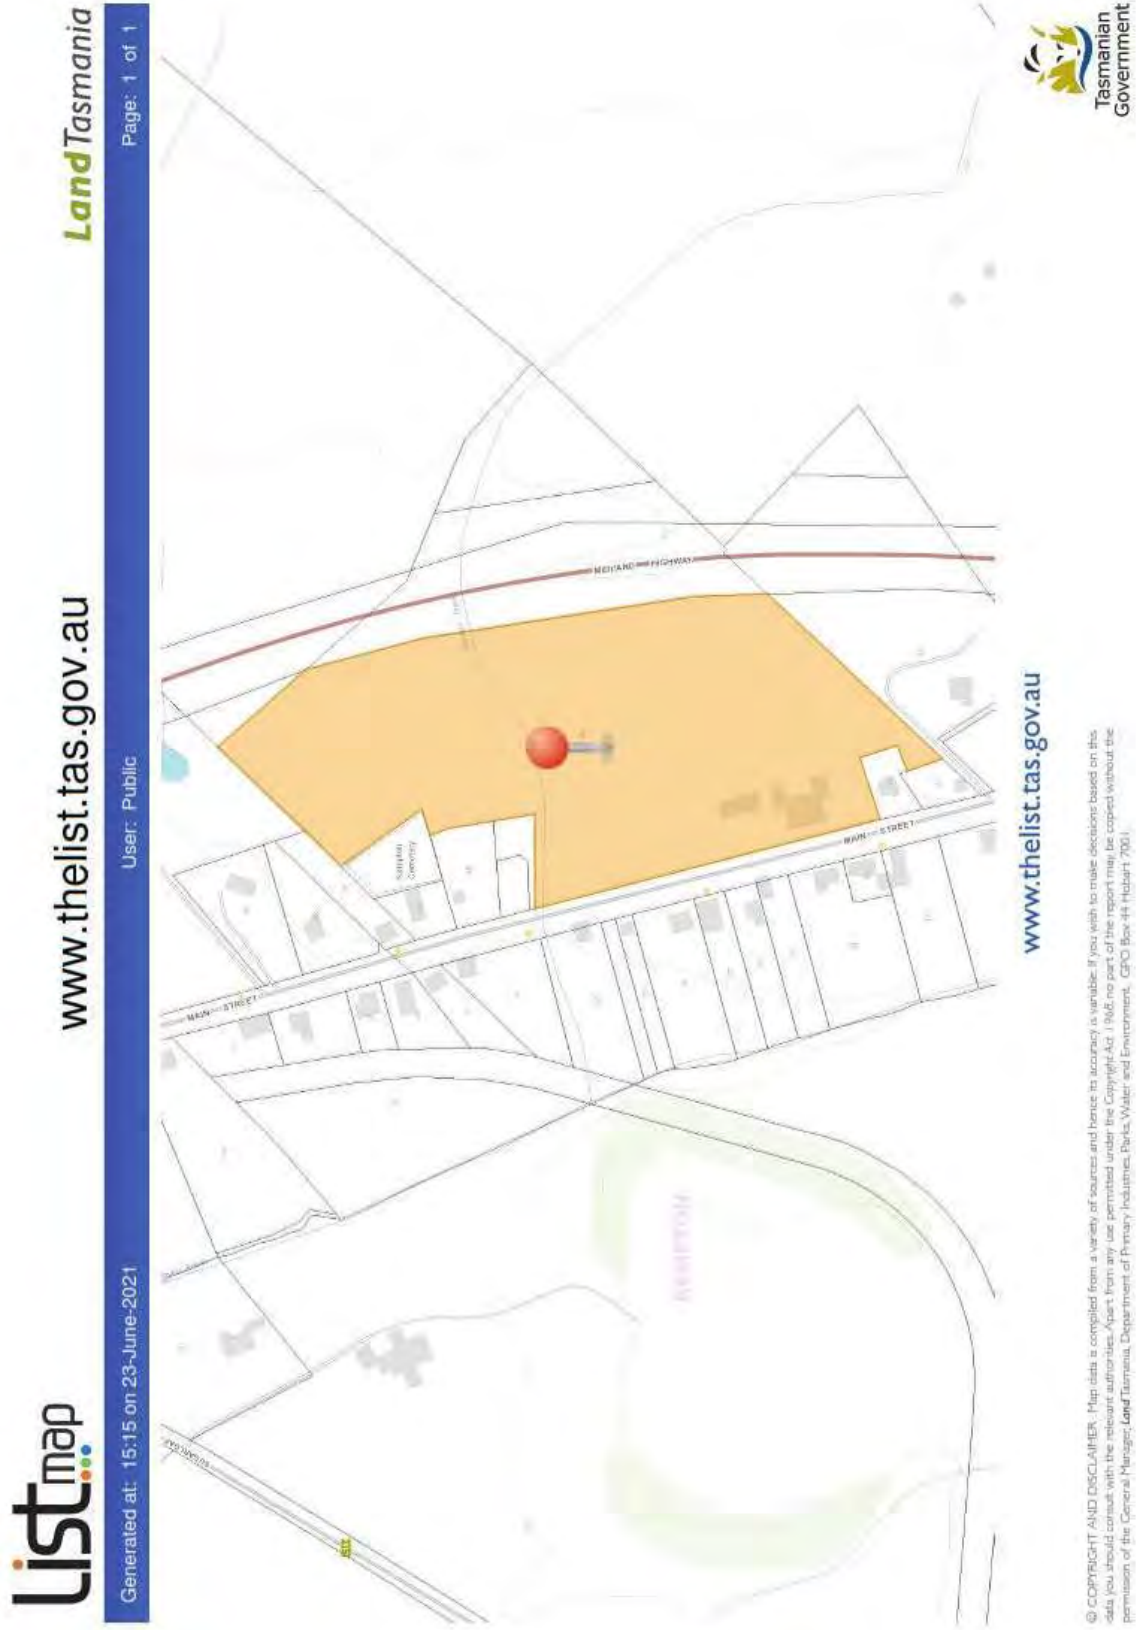 Listmap
www.thelist.tas.gov.au
LandTasmania
Generated at: 15:15 on 23-June-2021
User: Public
Page: 1 of 1
MAIN STREET
Kempton
Cemetery
MIDLAND HIGHWAY
MAIN STREET
KEMPTON
www.thelist.tas.gov.au
Tasmanian
Government
© COPYRIGHT AND DISCLAIMER. Map data is compiled from a variety of sources and hence its accuracy is variable. If you wish to make decisions based on this
data you should consult with the relevant authorities. Apart from any use permitted under the Copyright Act 1968, no part of the report may be copied without the
permission of the General Manager, Land Tasmania, Department of Primary Industries, Parks, Water and Environment, GPO Box 44 Hobart 7001.